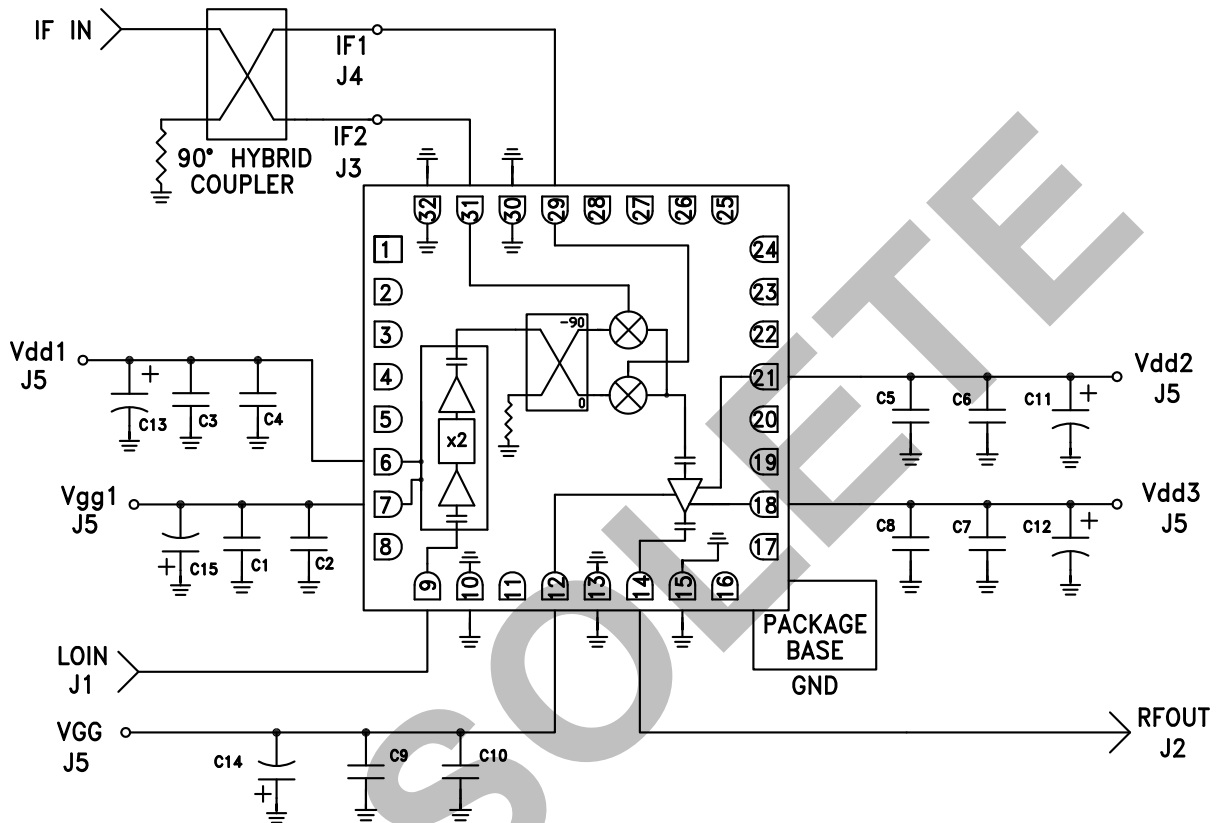 IF IN
IF1
J4
IF2
J3
90° HYBRID
COUPLER
32
31
30
29
28
27
26
25
1
2
3
4
5
6
7
8
24
23
22
21
20
19
18
17
9
10
11
12
13
14
15
16
-90
0
x2
Vdd1
J5
C13
C3
C4
Vgg1
J5
C15
C1
C2
Vdd2
J5
C5
C6
C11
Vdd3
J5
C8
C7
C12
LOIN
J1
PACKAGE
BASE
GND
VGG
J5
C14
C9
C10
RFOUT
J2
SOLETE